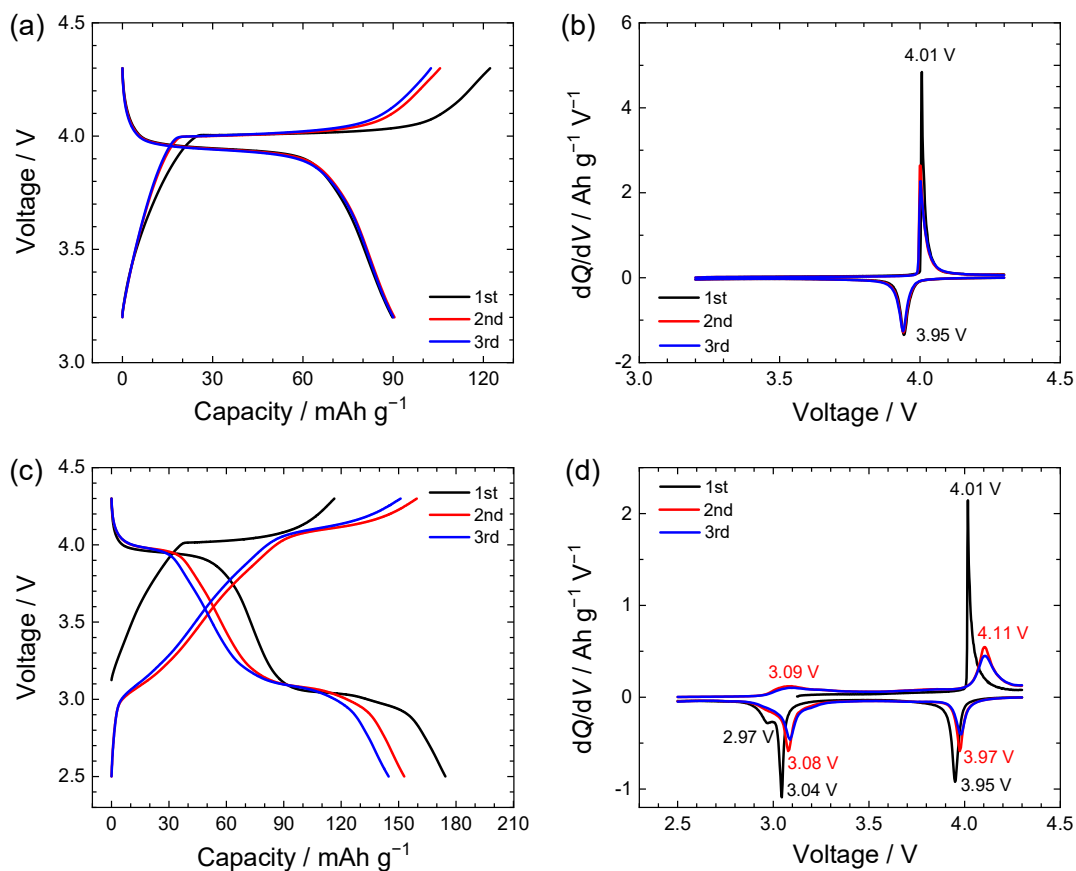 (a)
4.5
4.0
3.5
3.0
Voltage / V
1st
2nd
3rd
0
30
60
90
120
Capacity / mAh g⁻¹
(b)
6
4
2
0
−2
dQ/dV / Ah g⁻¹ V⁻¹
4.01 V
3.95 V
1st
2nd
3rd
3.0
3.5
4.0
4.5
Voltage / V
(c)
4.5
4.0
3.5
3.0
2.5
Voltage / V
1st
2nd
3rd
0
30
60
90
120
150
180
210
Capacity / mAh g⁻¹
(d)
2
1
0
-1
dQ/dV / Ah g⁻¹ V⁻¹
1st
2nd
3rd
4.01 V
4.11 V
3.09 V
2.97 V
3.08 V
3.04 V
3.97 V
3.95 V
2.5
3.0
3.5
4.0
4.5
Voltage / V